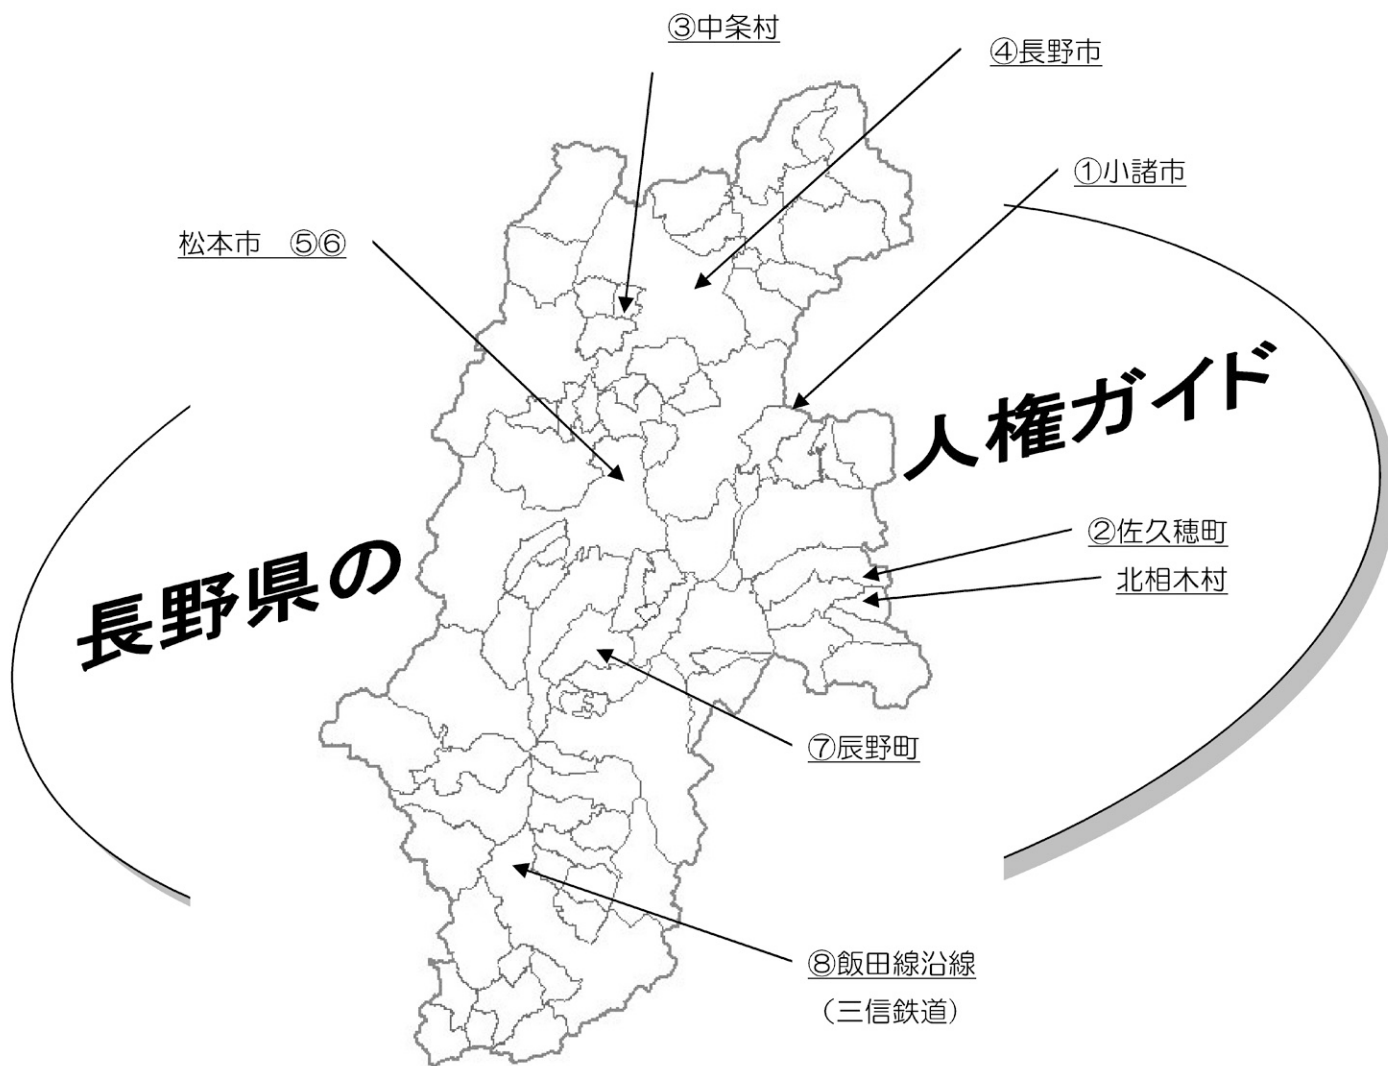 ③中条村
④長野市
①小諸市
松本市　⑤⑥
長野県の
人権ガイド
②佐久穂町
北相木村
⑦辰野町
⑧飯田線沿線
（三信鉄道）